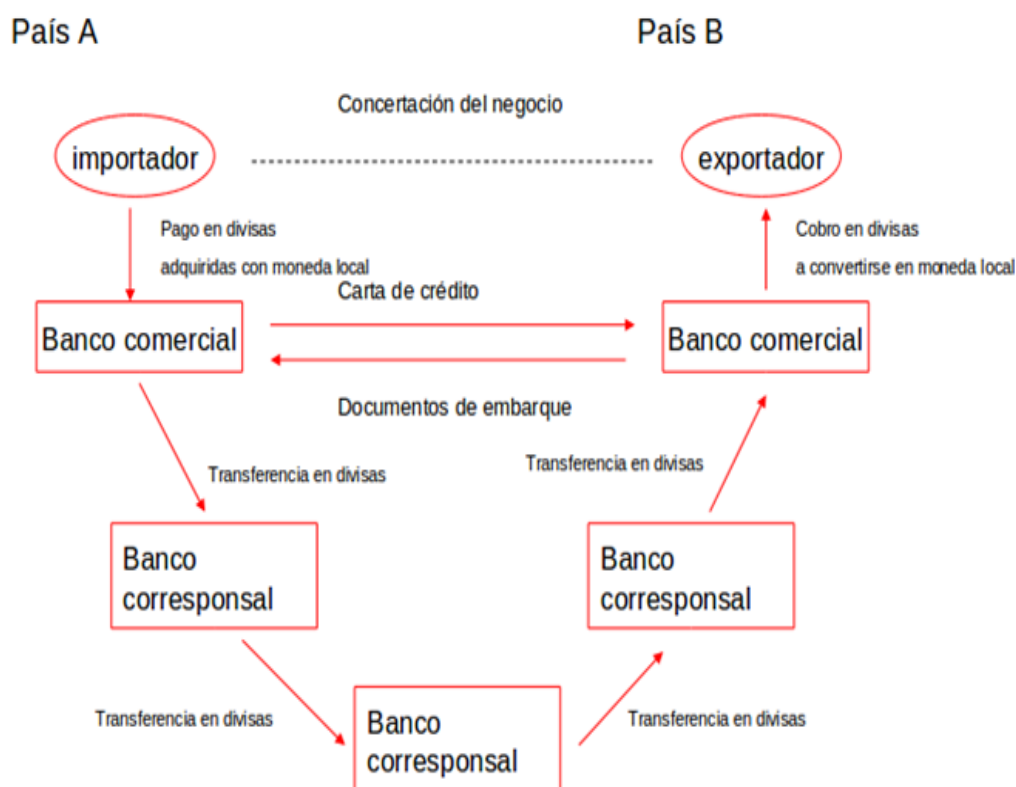 País A
País B
Concertación del negocio
importador
exportador
Pago en divisas
adquiridas con moneda local
Cobro en divisas
a convertirse en moneda local
Carta de crédito
Banco comercial
Banco comercial
Documentos de embarque
Transferencia en divisas
Transferencia en divisas
Banco
corresponsal
Banco
corresponsal
Transferencia en divisas
Transferencia en divisas
Banco
corresponsal